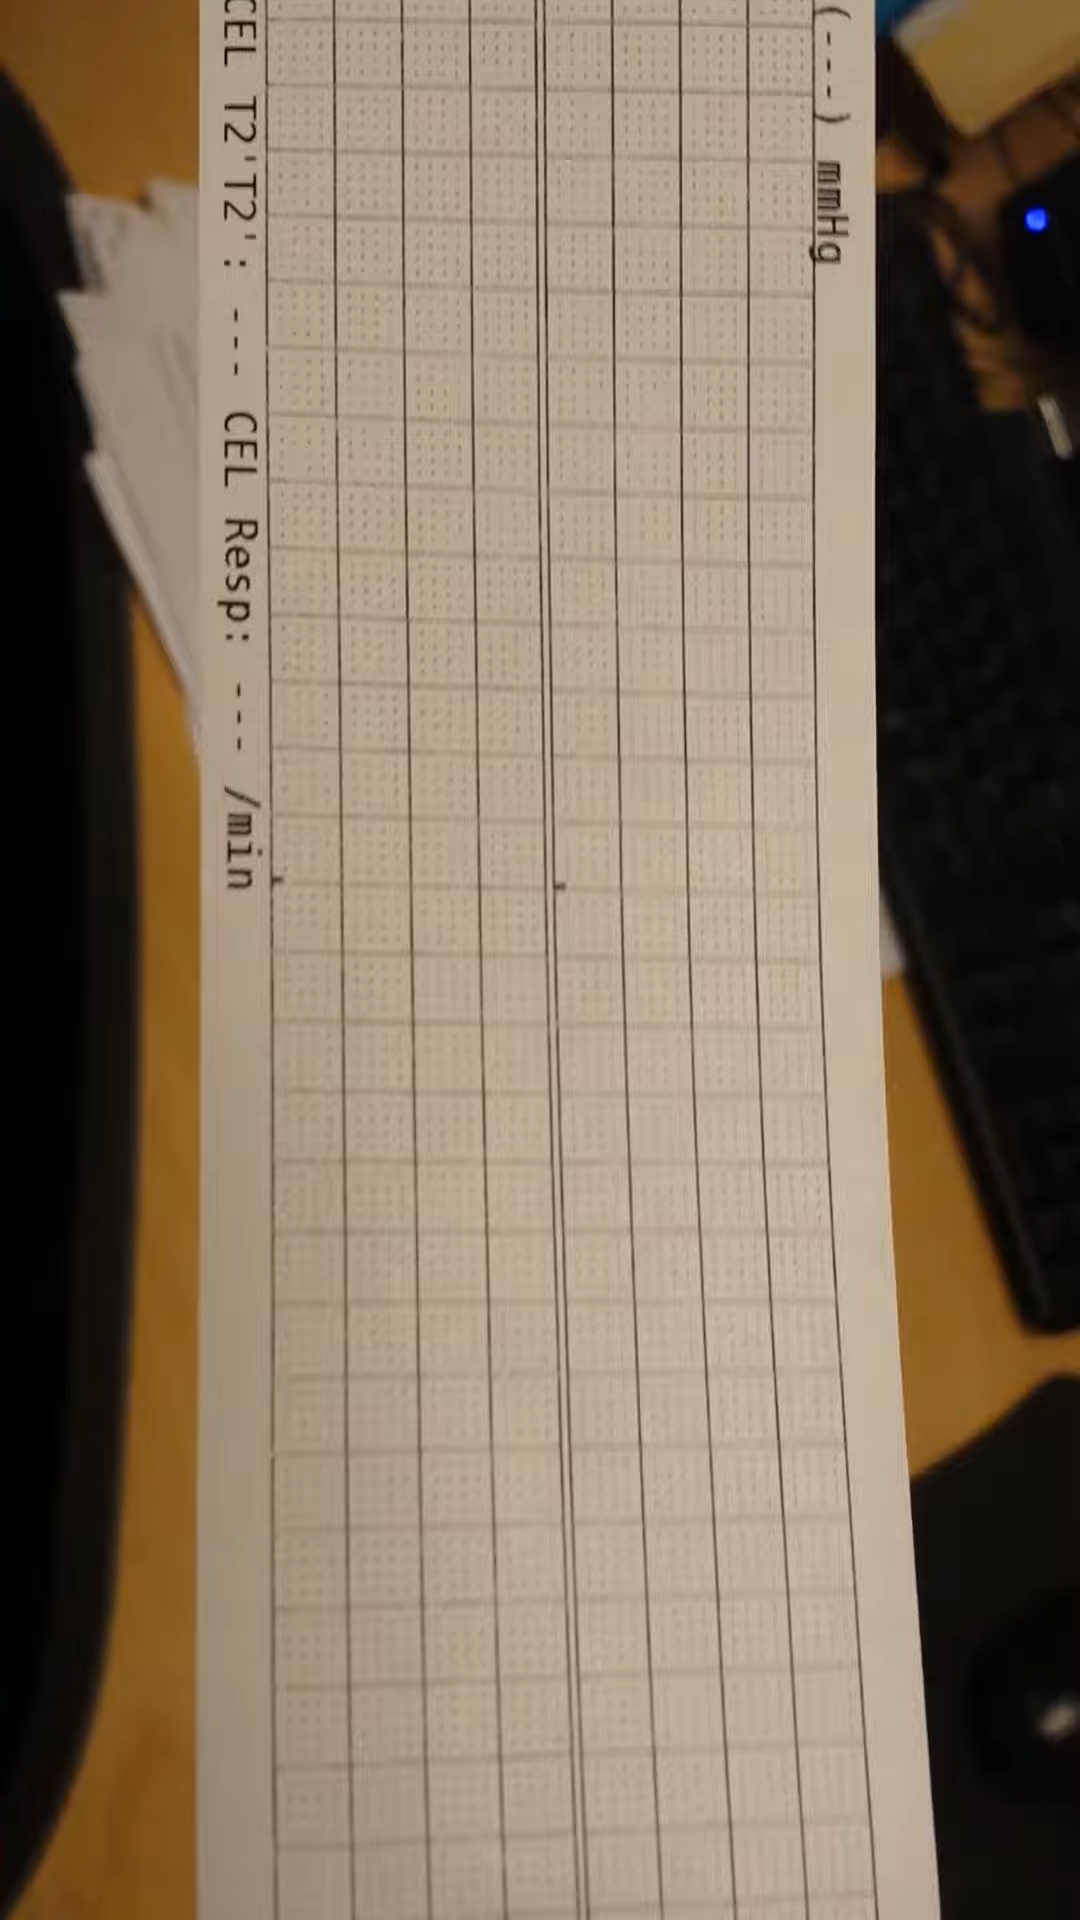 (---) mmHg
CEL T2'T2': --- CEL Resp: --- /min